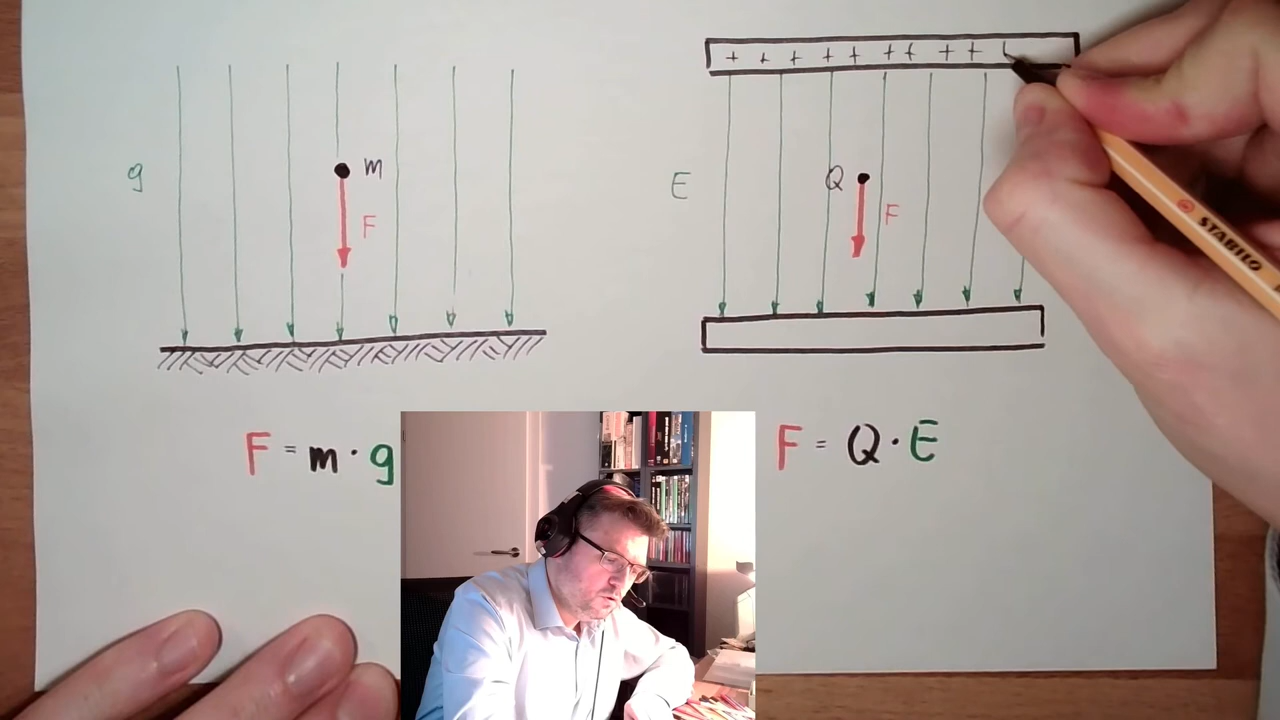 + + + + + + + + +
g
m
F
E
Q
F
F = m · g
F = Q · E
STABILO